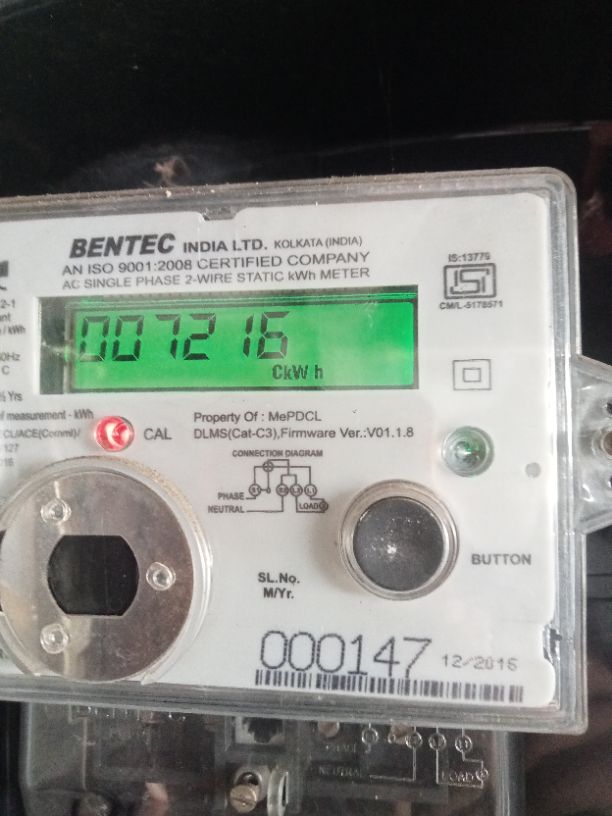 BENTEC INDIA LTD. KOLKATA (INDIA)
AN ISO 9001:2008 CERTIFIED COMPANY
AC SINGLE PHASE 2-WIRE STATIC kWh METER
IS:13779
CM/L-5178571
007216
CkWh
of measurement - kWh
CAL
Property Of : MePDCL
DLMS(Cat-C3),Firmware Ver.:V01.1.8
CONNECTION DIAGRAM
PHASE
NEUTRAL
LOAD
BUTTON
SL.No.
M/Yr.
000147 12/2016
NEUTRAL
LOAD